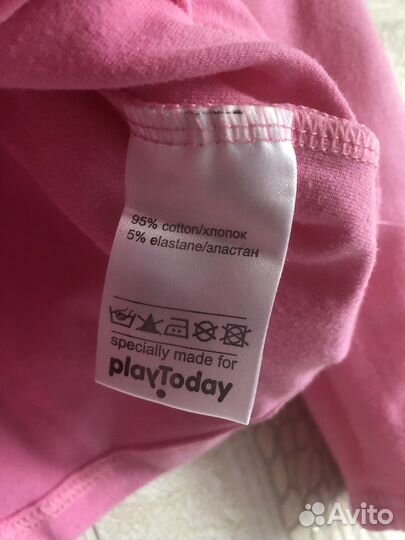 95% cotton/хлопок
5% elastane/эластан
specially made for
playToday
Avito